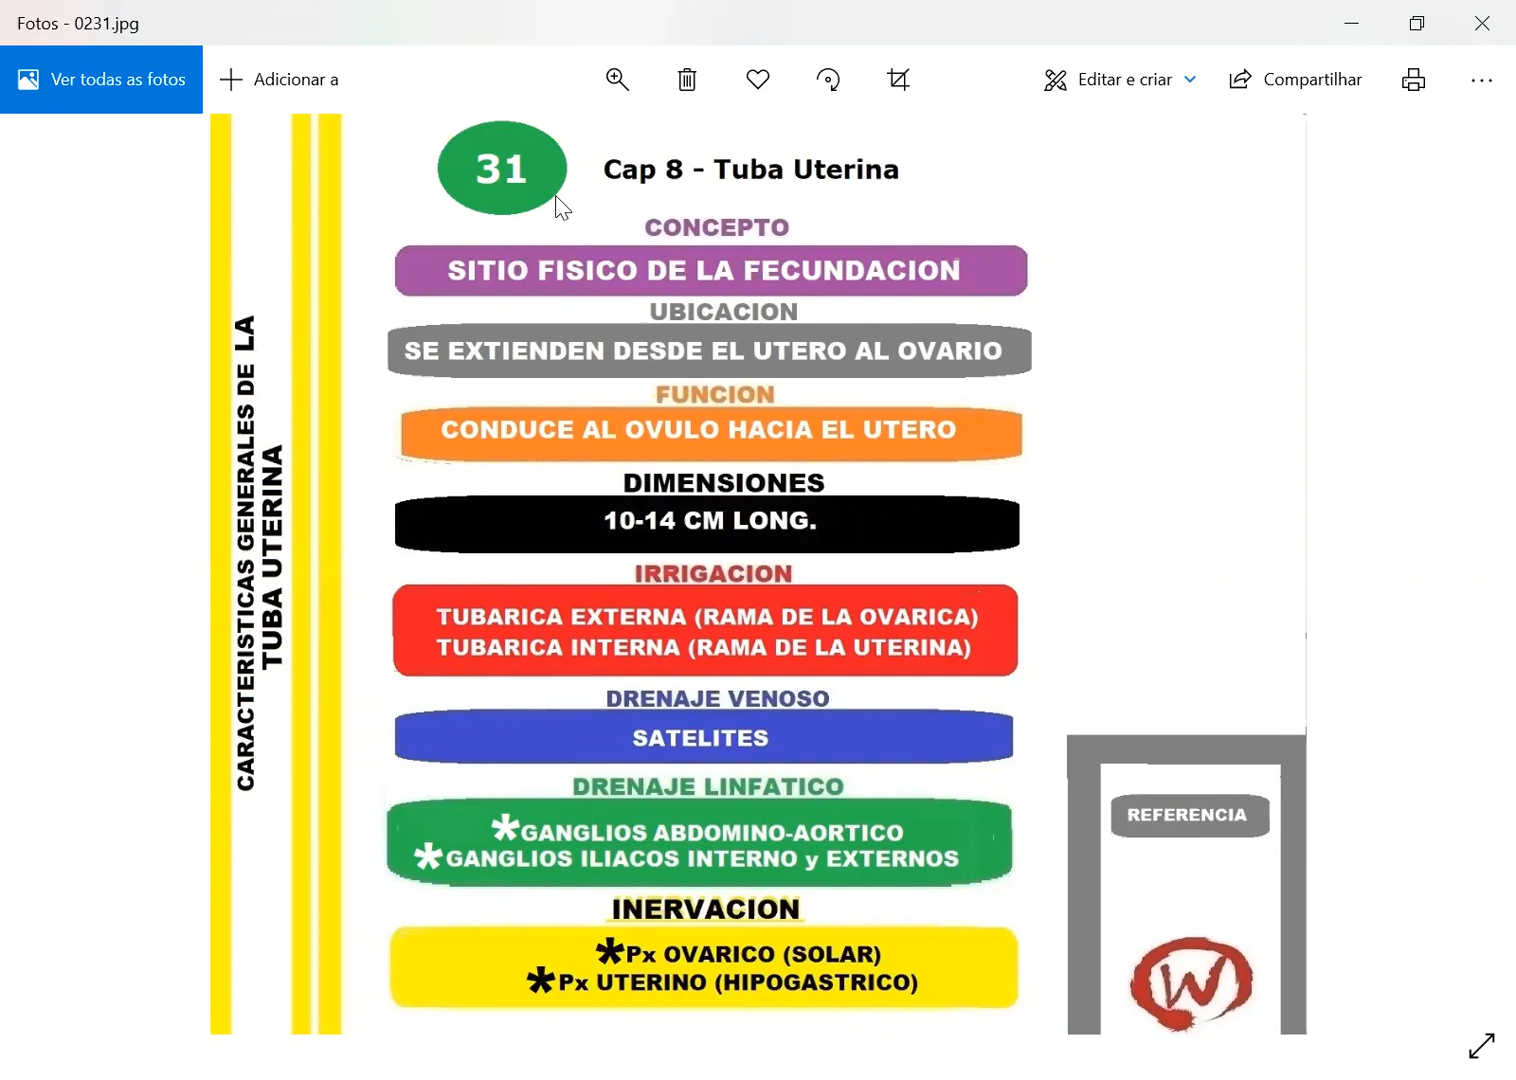 Fotos - 0231.jpg
Ver todas as fotos
Adicionar a
Editar e criar
Compartilhar
31
Cap 8 - Tuba Uterina
CARACTERISTICAS GENERALES DE LA
TUBA UTERINA
CONCEPTO
SITIO FISICO DE LA FECUNDACION
UBICACION
SE EXTIENDEN DESDE EL UTERO AL OVARIO
FUNCION
CONDUCE AL OVULO HACIA EL UTERO
DIMENSIONES
10-14 CM LONG.
IRRIGACION
TUBARICA EXTERNA (RAMA DE LA OVARICA)
TUBARICA INTERNA (RAMA DE LA UTERINA)
DRENAJE VENOSO
SATELITES
DRENAJE LINFATICO
*GANGLIOS ABDOMINO-AORTICO
*GANGLIOS ILIACOS INTERNO y EXTERNOS
INERVACION
*Px OVARICO (SOLAR)
*Px UTERINO (HIPOGASTRICO)
REFERENCIA
W